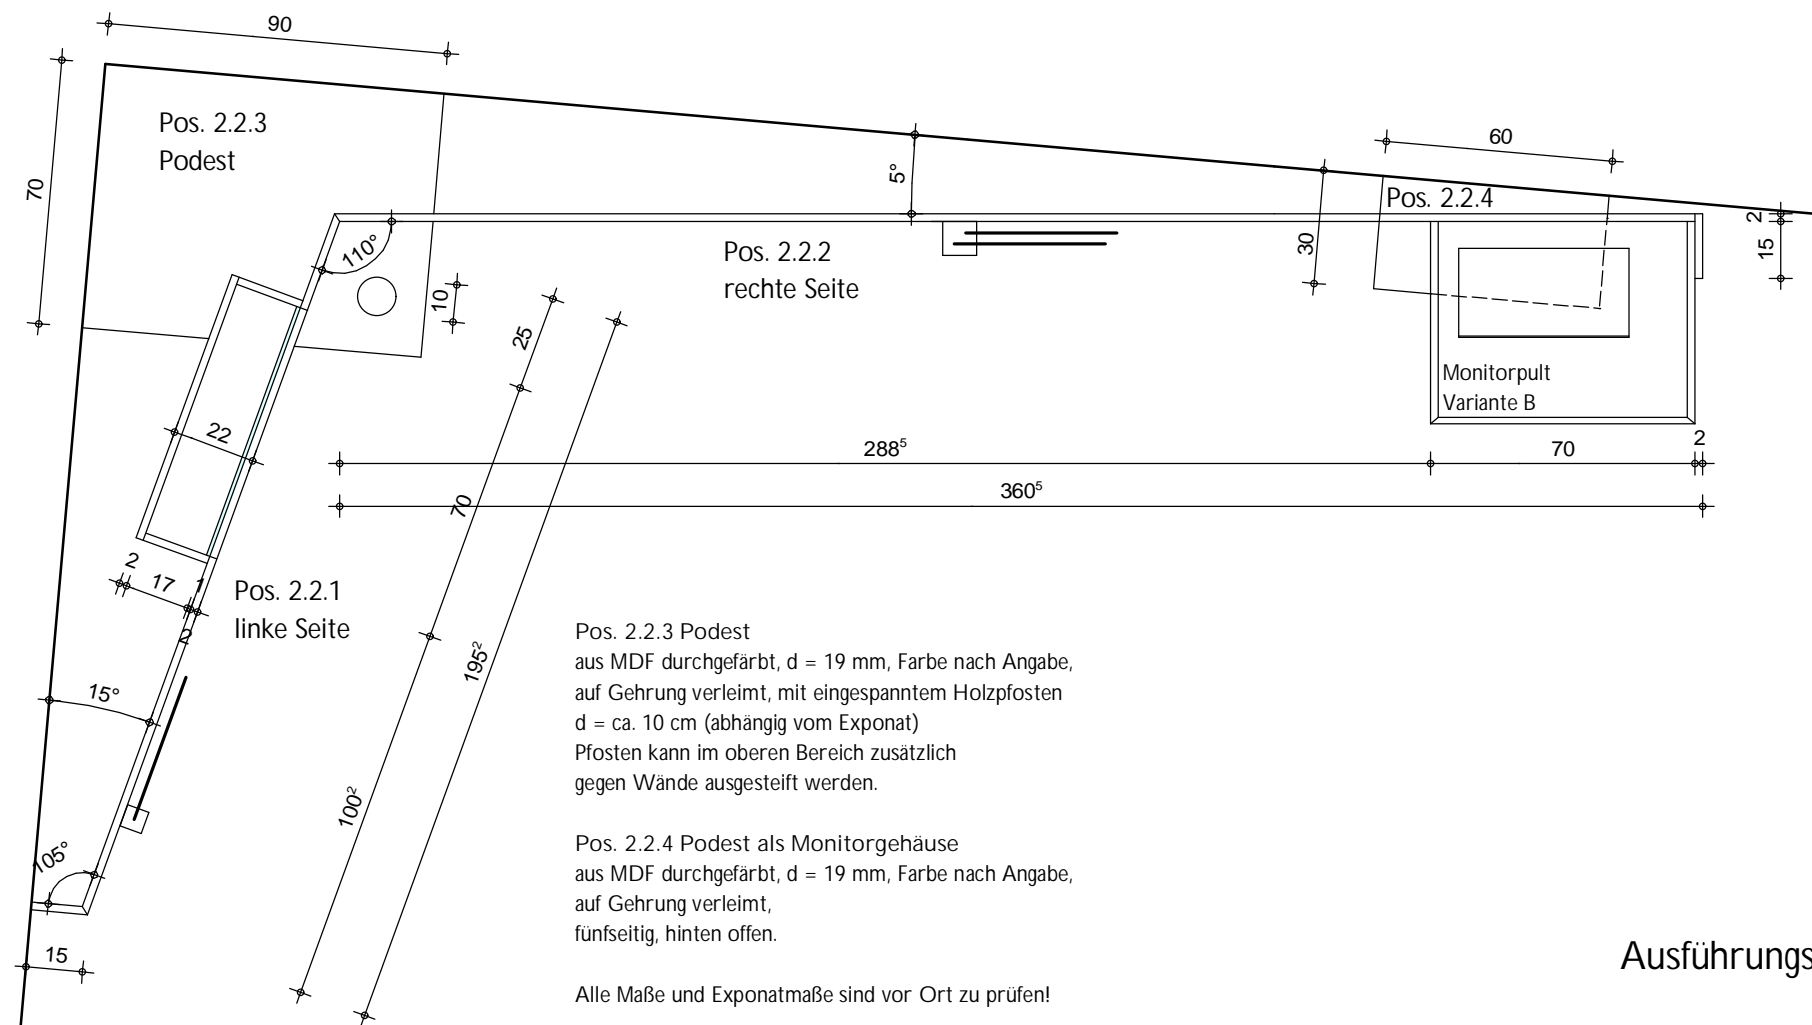 90
70
Pos. 2.2.3
Podest
110°
10
5°
60
Pos. 2.2.4
30
2
15
Pos. 2.2.2
rechte Seite
25
22
Monitorpult
Variante B
288⁵
70
2
360⁵
70
2
17
1
2
Pos. 2.2.1
linke Seite
195²
15°
100²
105°
15
Pos. 2.2.3 Podest
aus MDF durchgefärbt, d = 19 mm, Farbe nach Angabe,
auf Gehrung verleimt, mit eingespanntem Holzpfosten
d = ca. 10 cm (abhängig vom Exponat)
Pfosten kann im oberen Bereich zusätzlich
gegen Wände ausgesteift werden.
Pos. 2.2.4 Podest als Monitorgehäuse
aus MDF durchgefärbt, d = 19 mm, Farbe nach Angabe,
auf Gehrung verleimt,
fünfseitig, hinten offen.
Alle Maße und Exponatmaße sind vor Ort zu prüfen!
Ausführungs